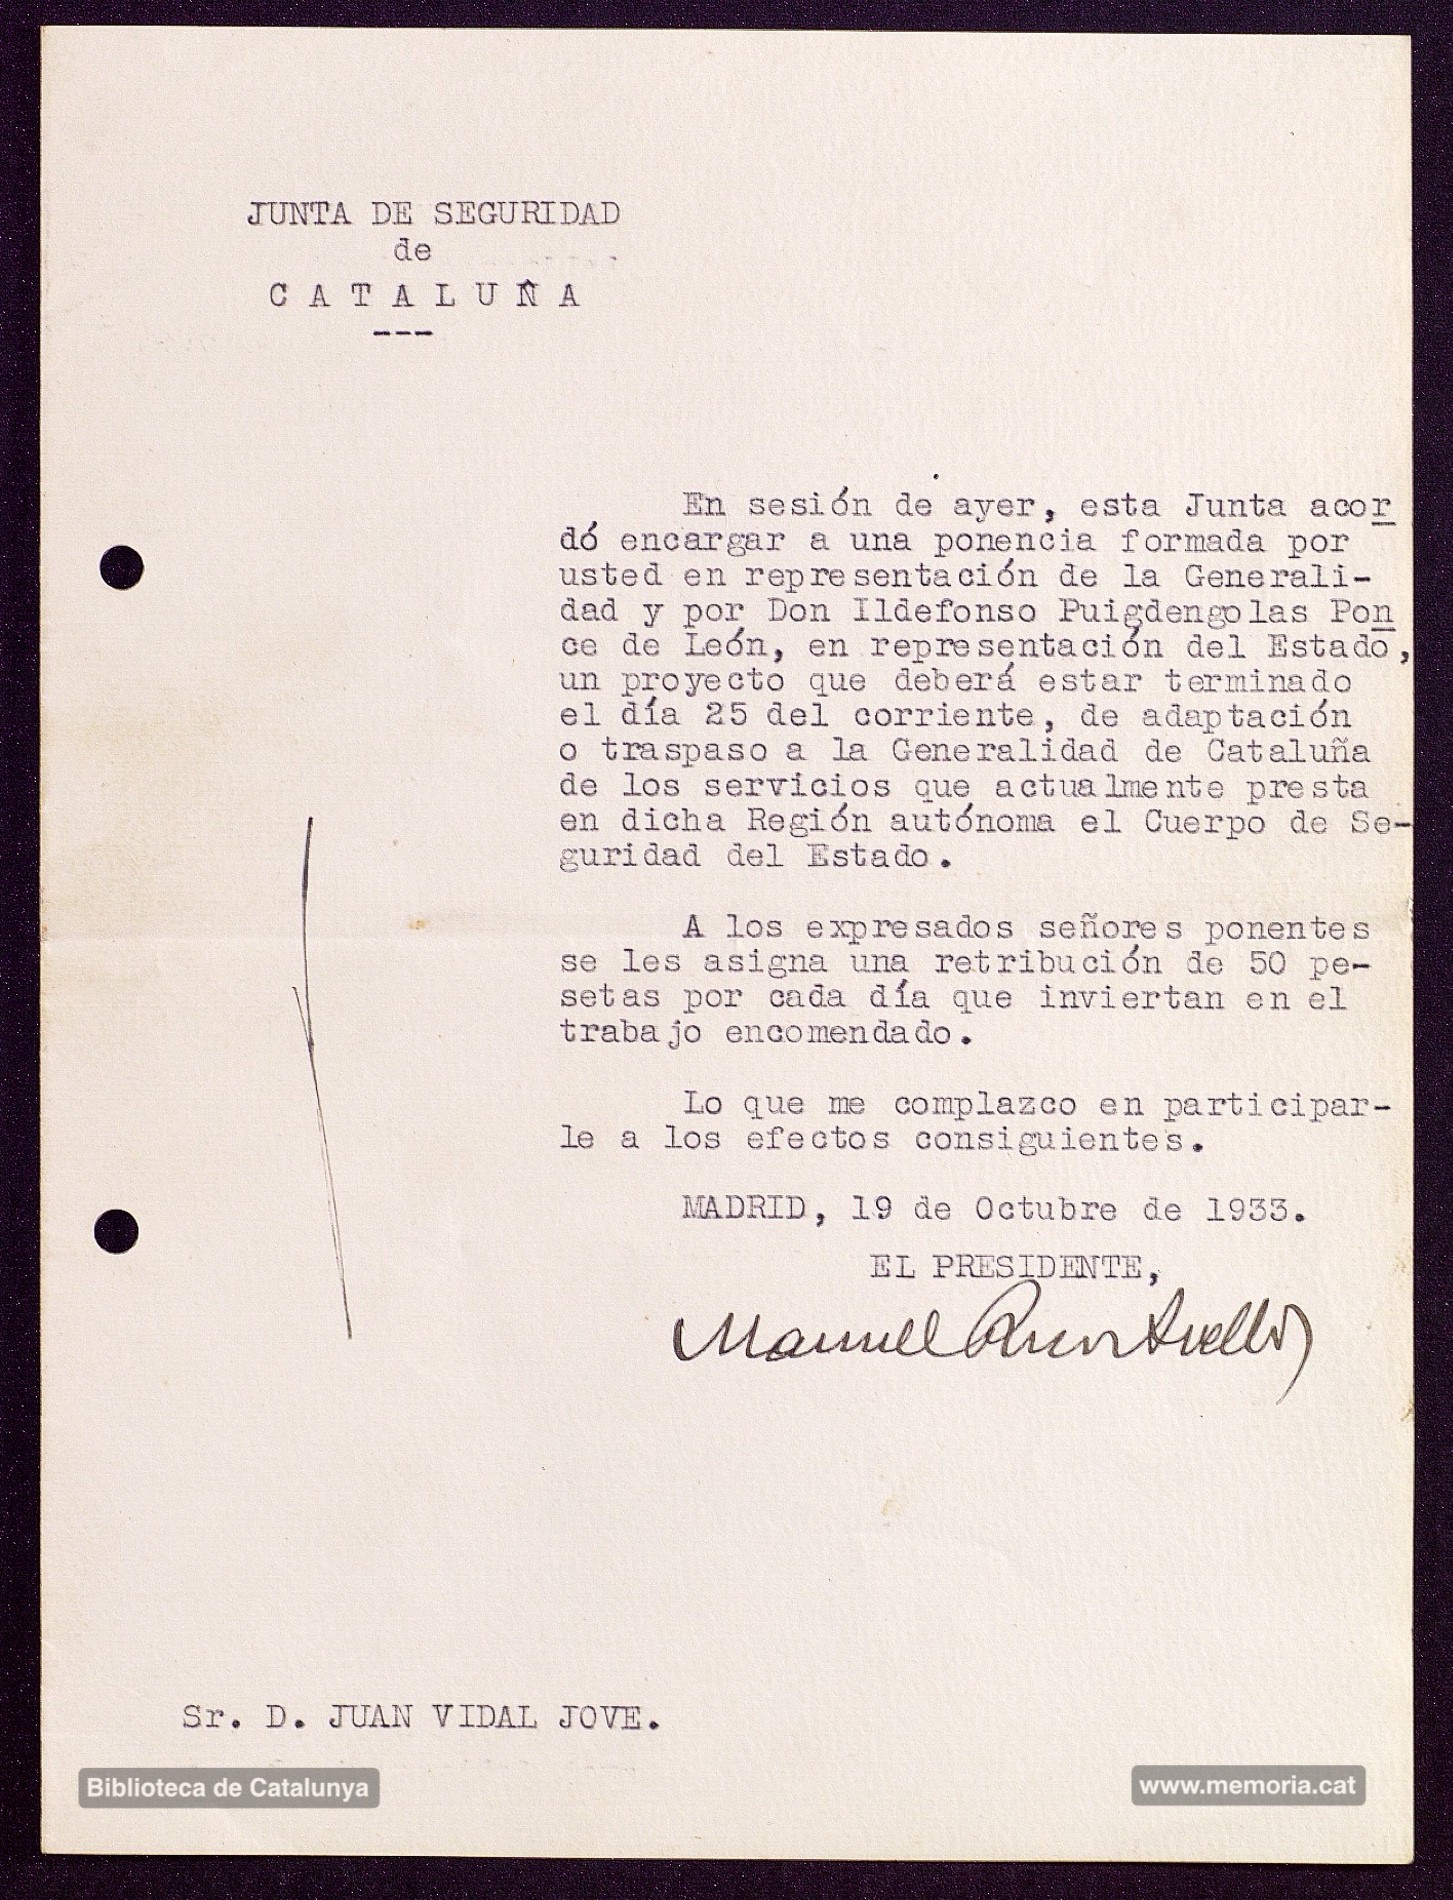 JUNTA DE SEGURIDAD
de
C A T A L U Ñ A
---
En sesión de ayer, esta Junta acor
dó encargar a una ponencia formada por
usted en representación de la Generali-
dad y por Don Ildefonso Puigdengolas Pon
ce de León, en representación del Estado,
un proyecto que deberá estar terminado
el día 25 del corriente, de adaptación
o traspaso a la Generalidad de Cataluña
de los servicios que actualmente presta
en dicha Región autónoma el Cuerpo de Se-
guridad del Estado.
A los expresados señores ponentes
se les asigna una retribución de 50 pe-
setas por cada día que inviertan en el
trabajo encomendado.
Lo que me complazco en participar-
le a los efectos consiguientes.
MADRID, 19 de Octubre de 1933.
EL PRESIDENTE,
Manuel Rico Avello
Sr. D. JUAN VIDAL JOVE.
Biblioteca de Catalunya
www.memoria.cat